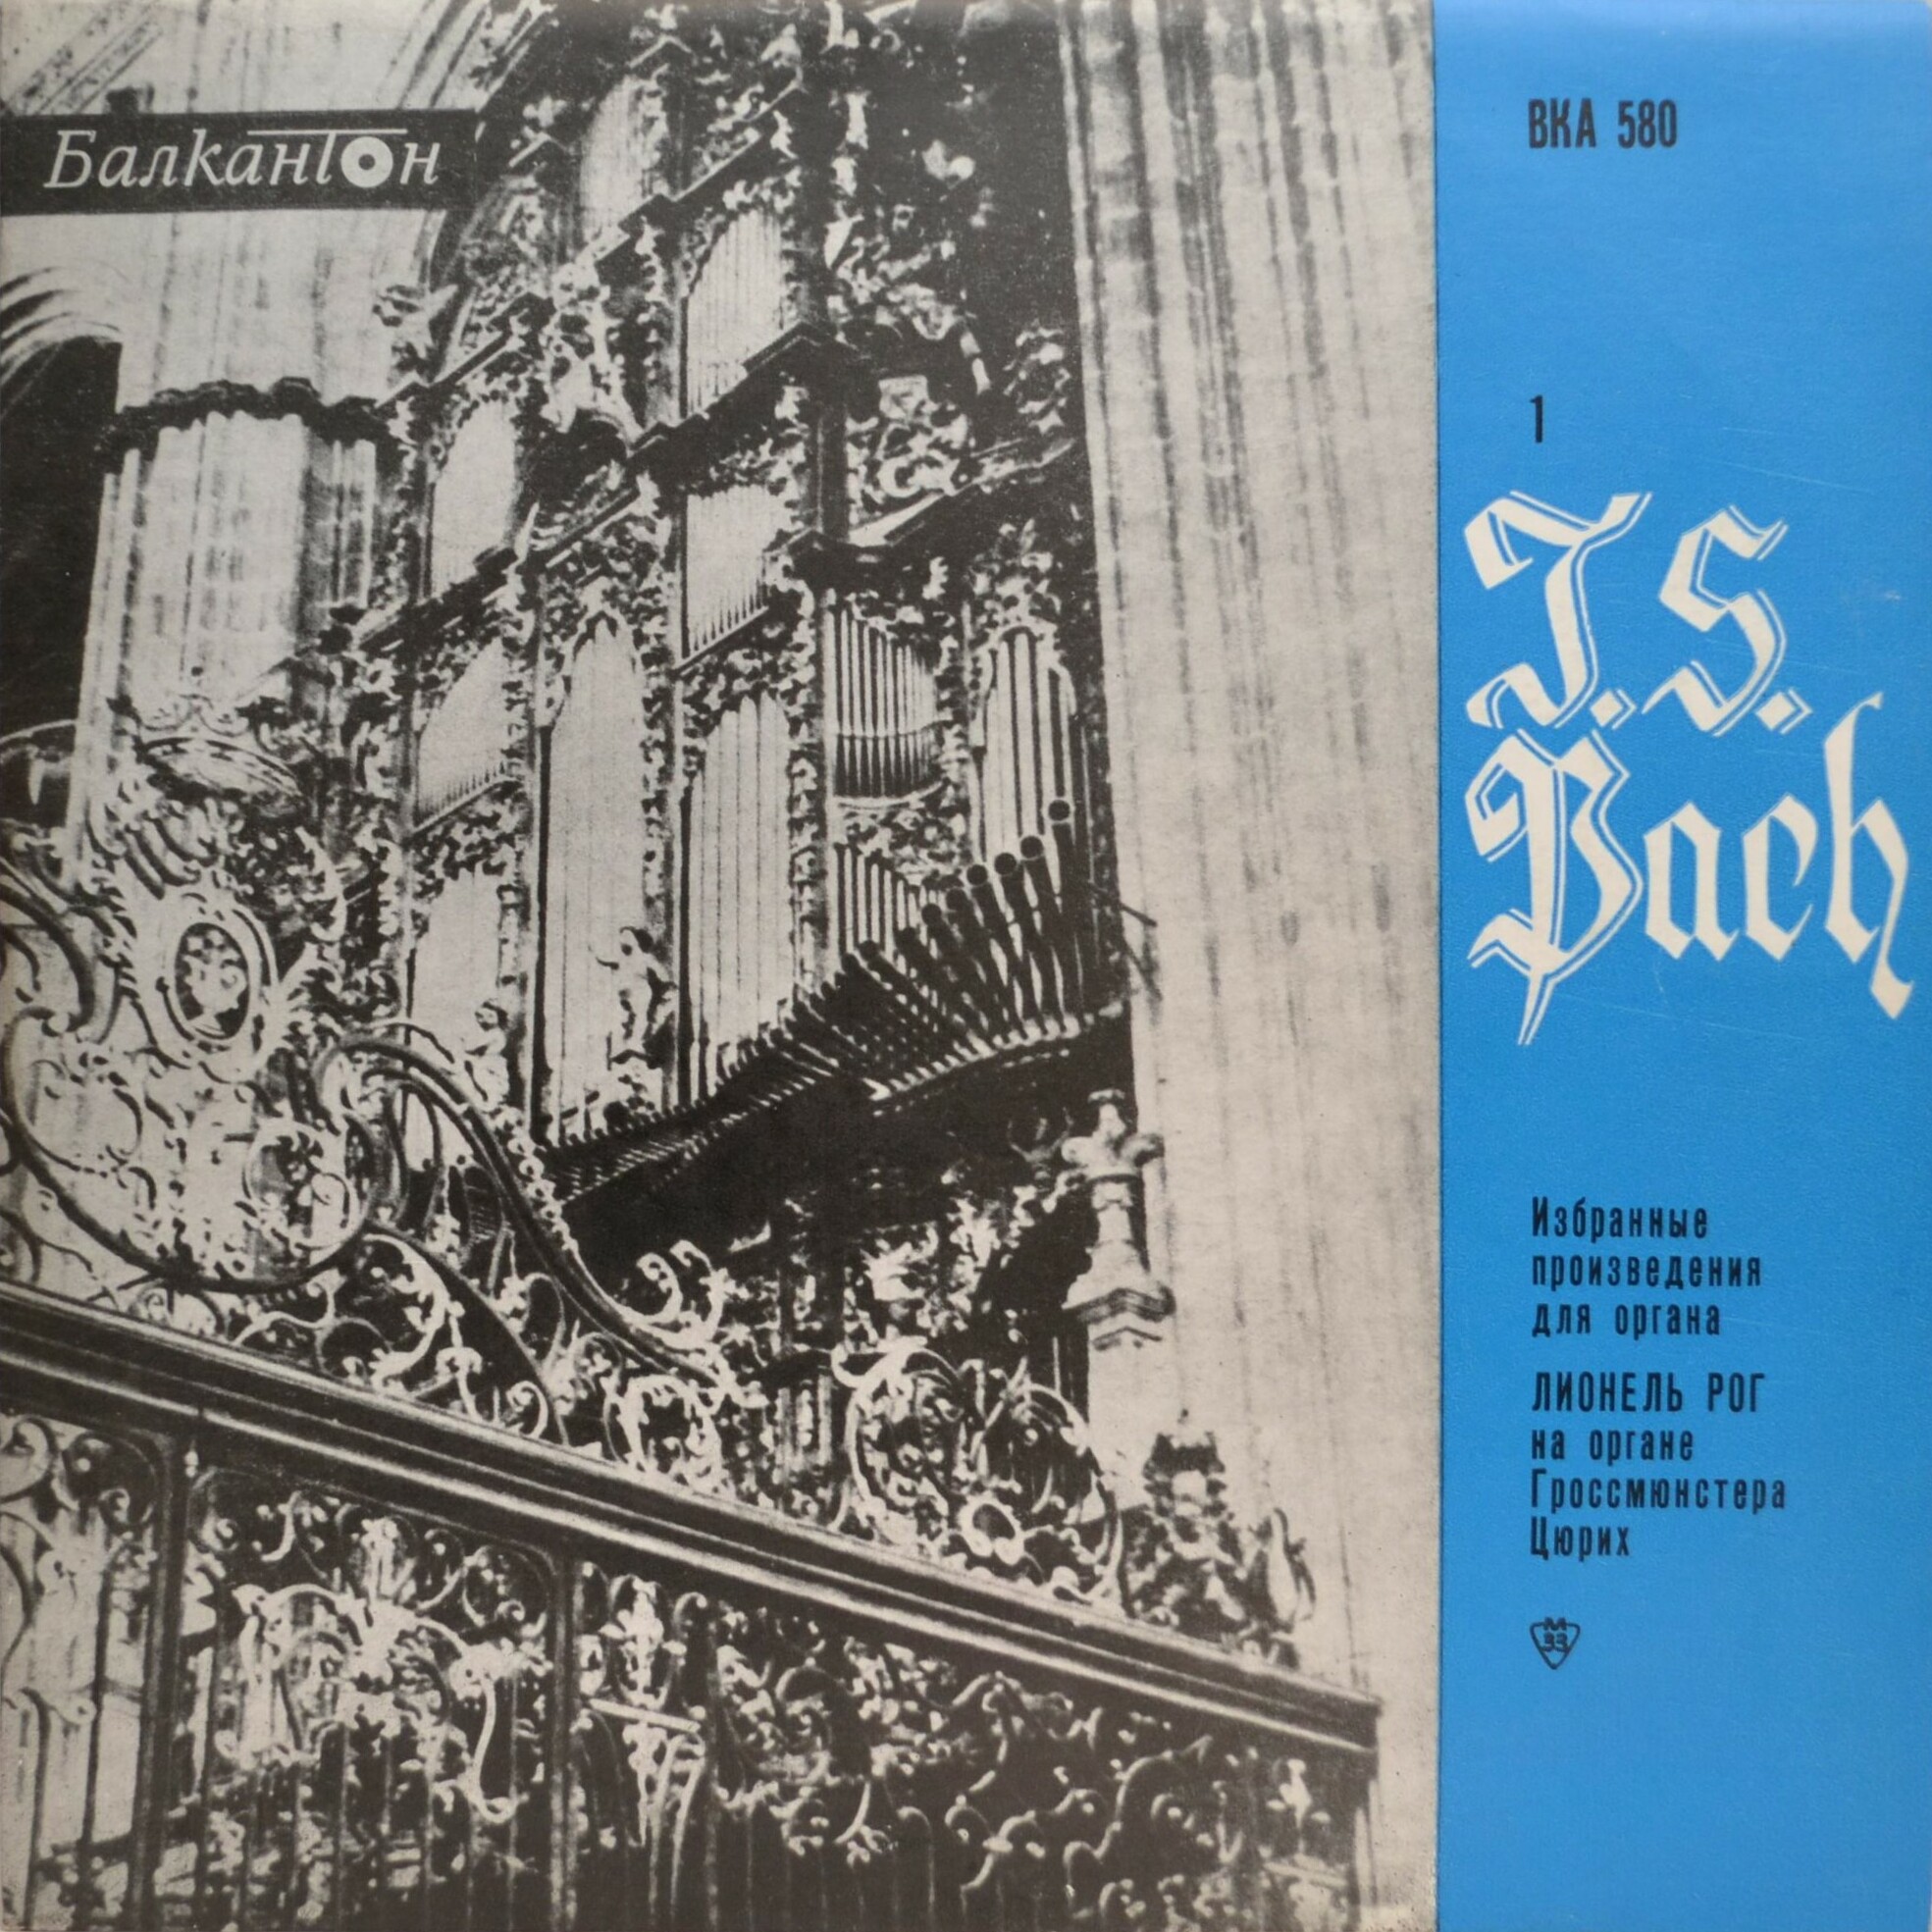 Балкантон
ВКА 580
1
J. S.
Bach
Избранные
произведения
для органа
ЛИОНЕЛЬ РОГ
на органе
Гроссмюнстера
Цюрих
М
33